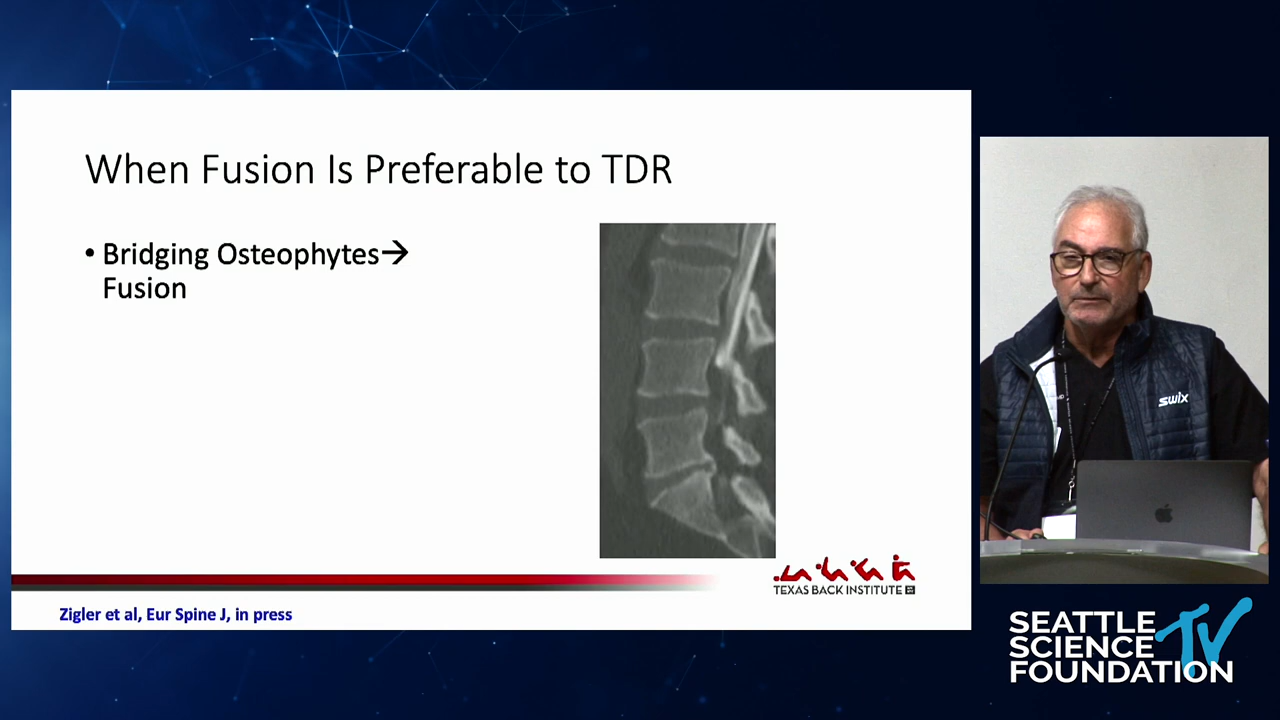 When Fusion Is Preferable to TDR
• Bridging Osteophytes→
Fusion
TEXAS BACK INSTITUTE
Zigler et al, Eur Spine J, in press
swix
SEATTLE
SCIENCE
FOUNDATION
TV